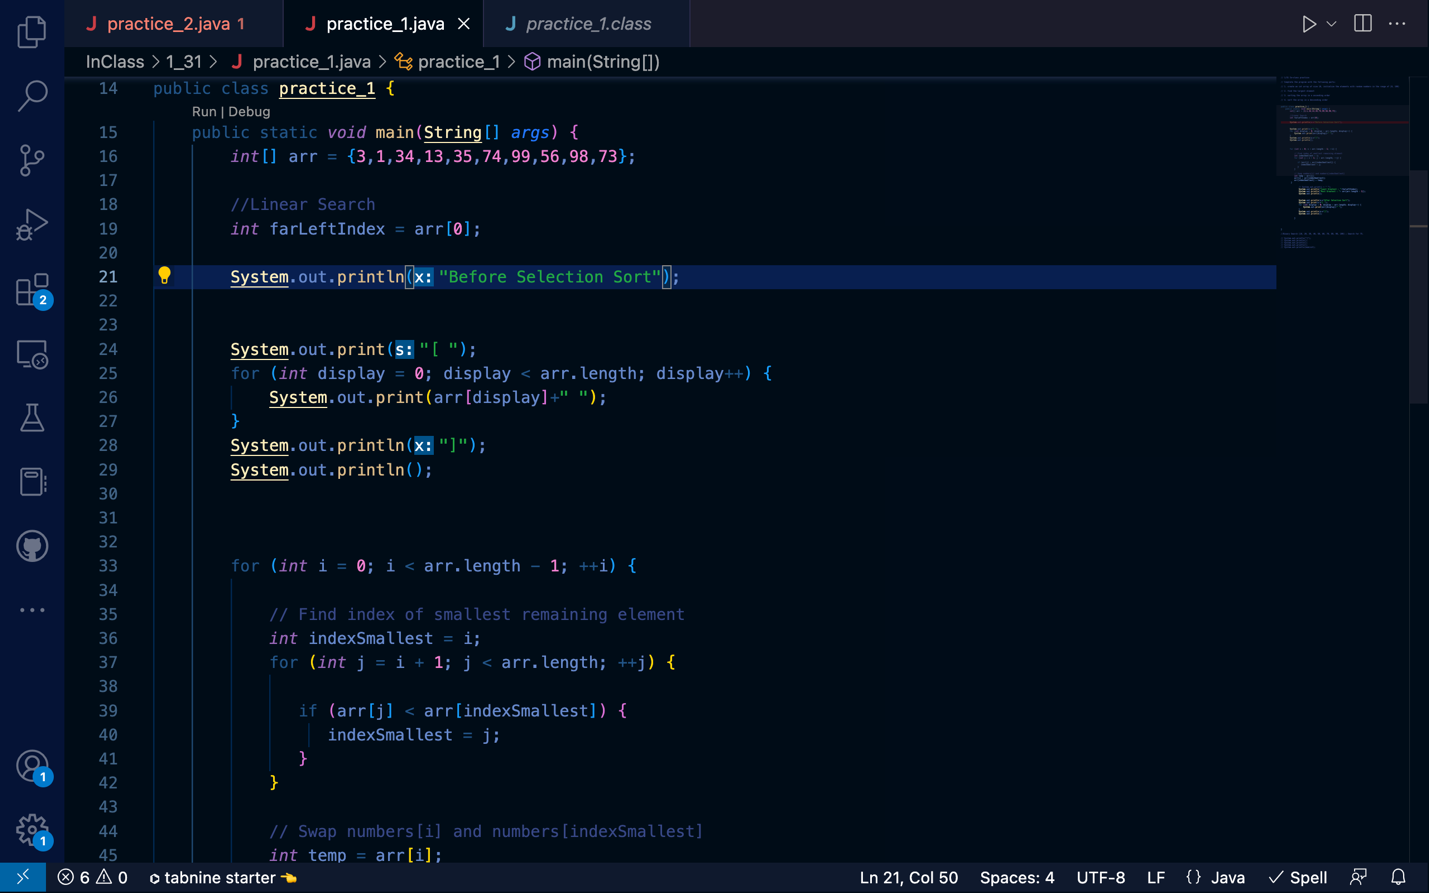 practice_2.java 1 practice_1.java practice_1.class
InClass > 1_31 > practice_1.java > practice_1 > main(String[])
14 public class practice_1 {
Run | Debug
15 public static void main(String[] args) {
16 int[] arr = {3,1,34,13,35,74,99,56,98,73};
17
18 //Linear Search
19 int farLeftIndex = arr[0];
20
21 System.out.println(x: "Before Selection Sort");
22
23
24 System.out.print(s: "[ ");
25 for (int display = 0; display < arr.length; display++) {
26 System.out.print(arr[display]+" ");
27 }
28 System.out.println(x: "]");
29 System.out.println();
30
31
32
33 for (int i = 0; i < arr.length - 1; ++i) {
34
35 // Find index of smallest remaining element
36 int indexSmallest = i;
37 for (int j = i + 1; j < arr.length; ++j) {
38
39 if (arr[j] < arr[indexSmallest]) {
40 indexSmallest = j;
41 }
42 }
43
44 // Swap numbers[i] and numbers[indexSmallest]
45 int temp = arr[i];
2
1
1
6 0 tabnine starter Ln 21, Col 50 Spaces: 4 UTF-8 LF {} Java Spell